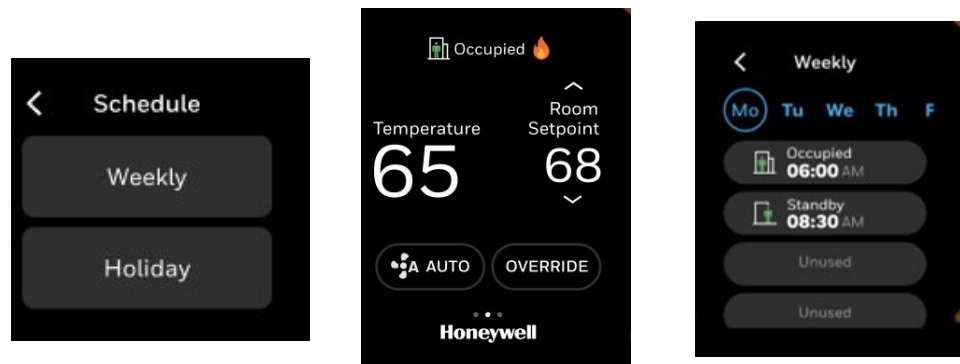 Schedule
Weekly
Holiday
Occupied
Temperature
65
Room
Setpoint
68
A AUTO
OVERRIDE
Honeywell
Weekly
Mo Tu We Th F
Occupied
06:00 AM
Standby
08:30 AM
Unused
Unused